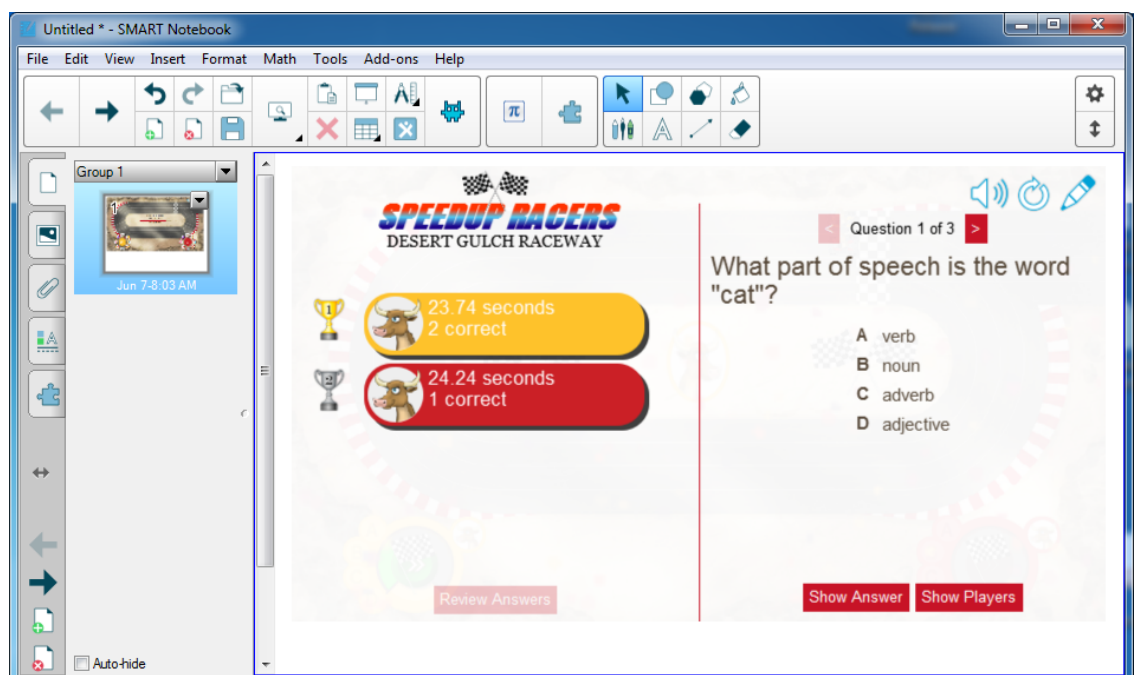 Untitled * - SMART Notebook
File Edit View Insert Format Math Tools Add-ons Help
π
A
Group 1
1
Jun 7-8:03 AM
Auto-hide
SPEEDUP RACERS
DESERT GULCH RACEWAY
1
23.74 seconds
2 correct
2
24.24 seconds
1 correct
Review Answers
< Question 1 of 3 >
What part of speech is the word
"cat"?
A verb
B noun
C adverb
D adjective
Show Answer Show Players